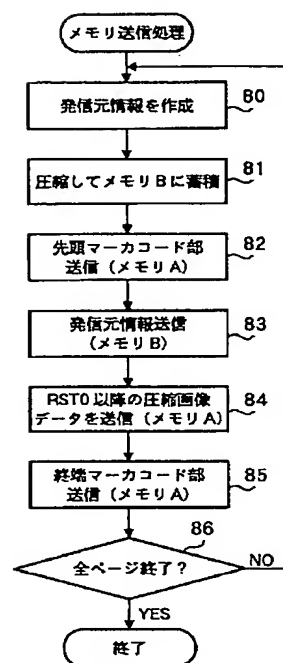 メモリ送信処理
発信元情報を作成
80
圧縮してメモリBに蓄積
81
先頭マーカコード部
送信(メモリA)
82
発信元情報送信
(メモリB)
83
RST0以降の圧縮画像
データを送信(メモリA)
84
終端マーカコード部
送信(メモリA)
85
86
全ページ終了?
NO
YES
終了